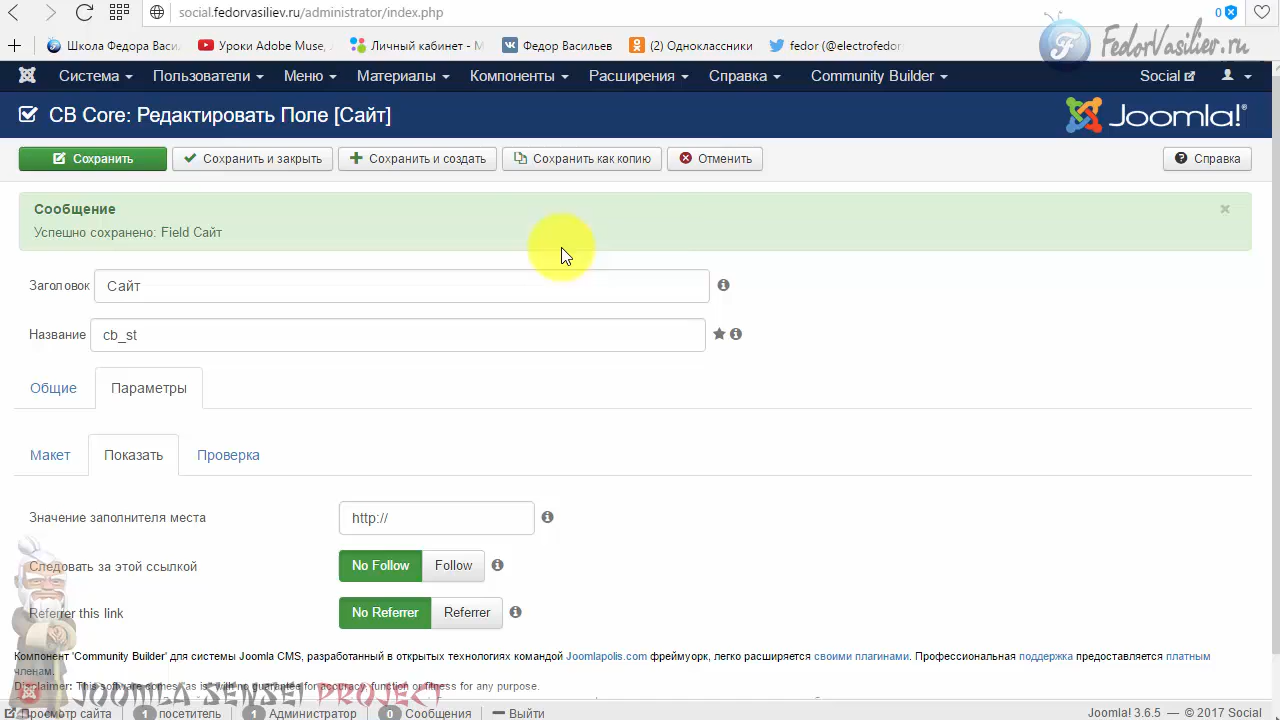 social.fedorvasiliev.ru/administrator/index.php
0
Школа Федора Васи
Уроки Adobe Muse,
Личный кабинет - М
Федор Васильев
(2) Одноклассники
fedor (@electrofedor
FedorVasiliev.ru
Система
Пользователи
Меню
Материалы
Компоненты
Расширения
Справка
Community Builder
Social
CB Core: Редактировать Поле [Сайт]
Joomla!
Сохранить
Сохранить и закрыть
Сохранить и создать
Сохранить как копию
Отменить
Справка
Сообщение
Успешно сохранено: Field Сайт
Заголовок
Сайт
Название
cb_st
Общие
Параметры
Макет
Показать
Проверка
Значение заполнителя места
http://
Следовать за этой ссылкой
No Follow
Follow
Referrer this link
No Referrer
Referrer
Компонент 'Community Builder' для системы Joomla CMS, разработанный в открытых технологиях командой Joomlapolis.com фреймуорк, легко расширяется своими плагинами. Профессиональная поддержка предоставляется платным
членам.
Disclaimer: This software comes "as is" with no guarantee for accuracy, function or fitness for any purpose.
JOOMLA SENSEI PROJECT
Просмотр сайта
1 посетитель
1 Администратор
0 Сообщения
Выйти
Joomla! 3.6.5 — © 2017 Social